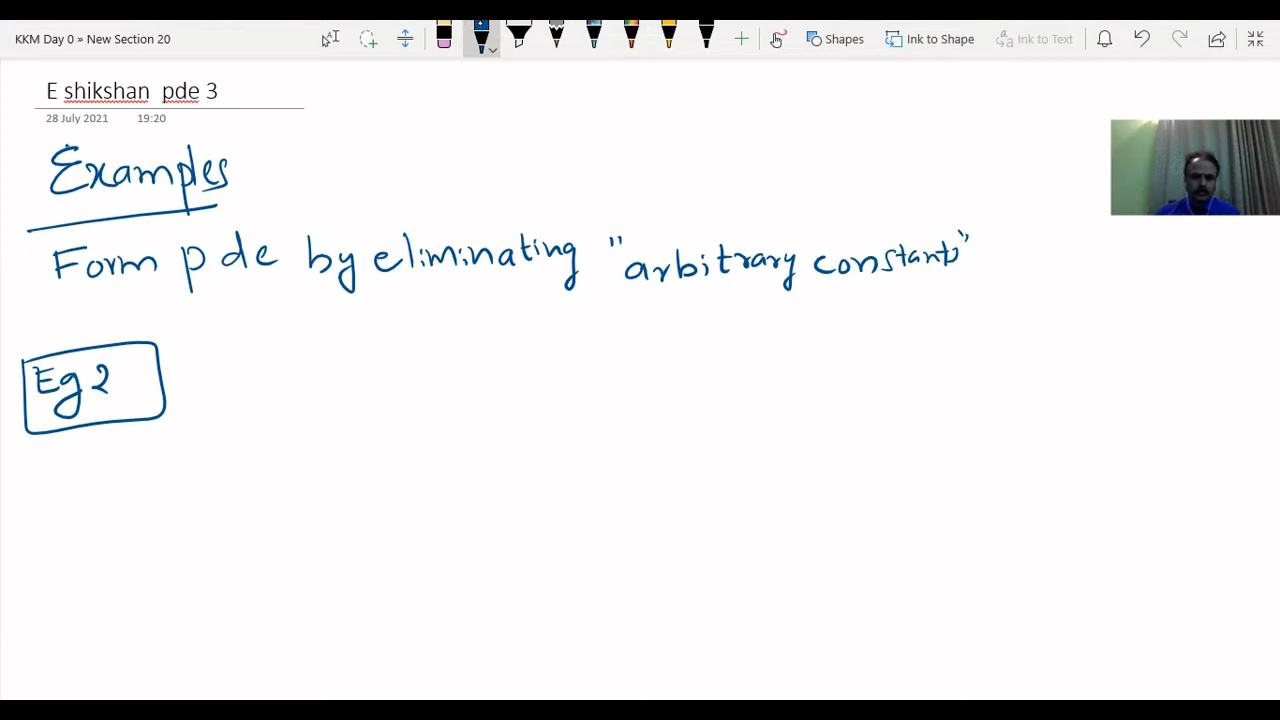 KKM Day 0 » New Section 20
Shapes
Ink to Shape
Ink to Text
E shikshan pde 3
28 July 2021 19:20
Examples
Form pde by eliminating "arbitrary constants"
Eg 2